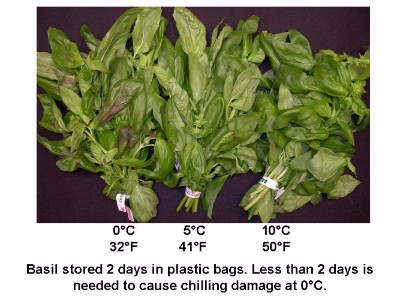 0°C 5°C 10°C
32°F 41°F 50°F
Basil stored 2 days in plastic bags. Less than 2 days is
needed to cause chilling damage at 0°C.